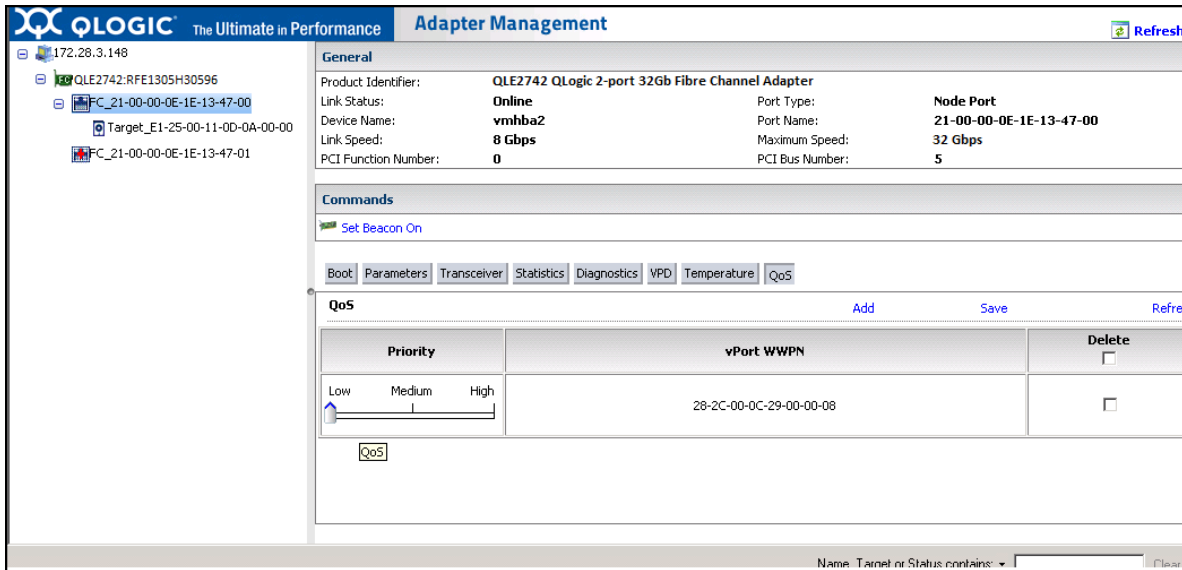 QLOGIC The Ultimate in Performance Adapter Management
Refresh
172.28.3.148
QLE2742:RFE1305H30596
FC_21-00-00-0E-1E-13-47-00
Target_E1-25-00-11-0D-0A-00-00
FC_21-00-00-0E-1E-13-47-01
General
Product Identifier: QLE2742 QLogic 2-port 32Gb Fibre Channel Adapter
Link Status: Online Port Type: Node Port
Device Name: vmhba2 Port Name: 21-00-00-0E-1E-13-47-00
Link Speed: 8 Gbps Maximum Speed: 32 Gbps
PCI Function Number: 0 PCI Bus Number: 5
Commands
Set Beacon On
Boot Parameters Transceiver Statistics Diagnostics VPD Temperature QoS
QoS Add Save Refre
Priority vPort WWPN Delete
Low Medium High 28-2C-00-0C-29-00-00-08
QoS
Name, Target or Status contains: Clear